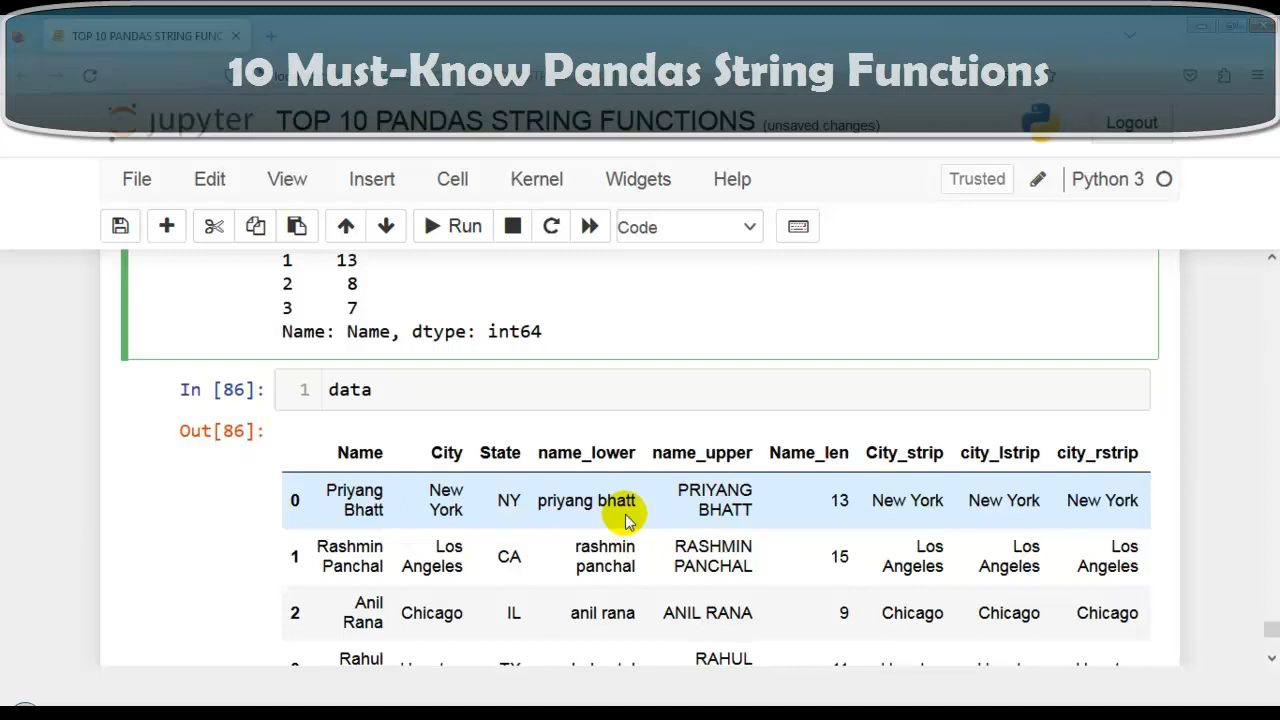 TOP 10 PANDAS STRING FUNC
10 Must-Know Pandas String Functions
jupyter TOP 10 PANDAS STRING FUNCTIONS (unsaved changes) Logout
File Edit View Insert Cell Kernel Widgets Help Trusted Python 3
Run Code
1 13
2 8
3 7
Name: Name, dtype: int64
In [86]: 1 data
Out[86]:
Name City State name_lower name_upper Name_len City_strip city_lstrip city_rstrip
0 Priyang Bhatt New York NY priyang bhatt PRIYANG BHATT 13 New York New York New York
1 Rashmin Panchal Los Angeles CA rashmin panchal RASHMIN PANCHAL 15 Los Angeles Los Angeles Los Angeles
2 Anil Rana Chicago IL anil rana ANIL RANA 9 Chicago Chicago Chicago
Rahul RAHUL